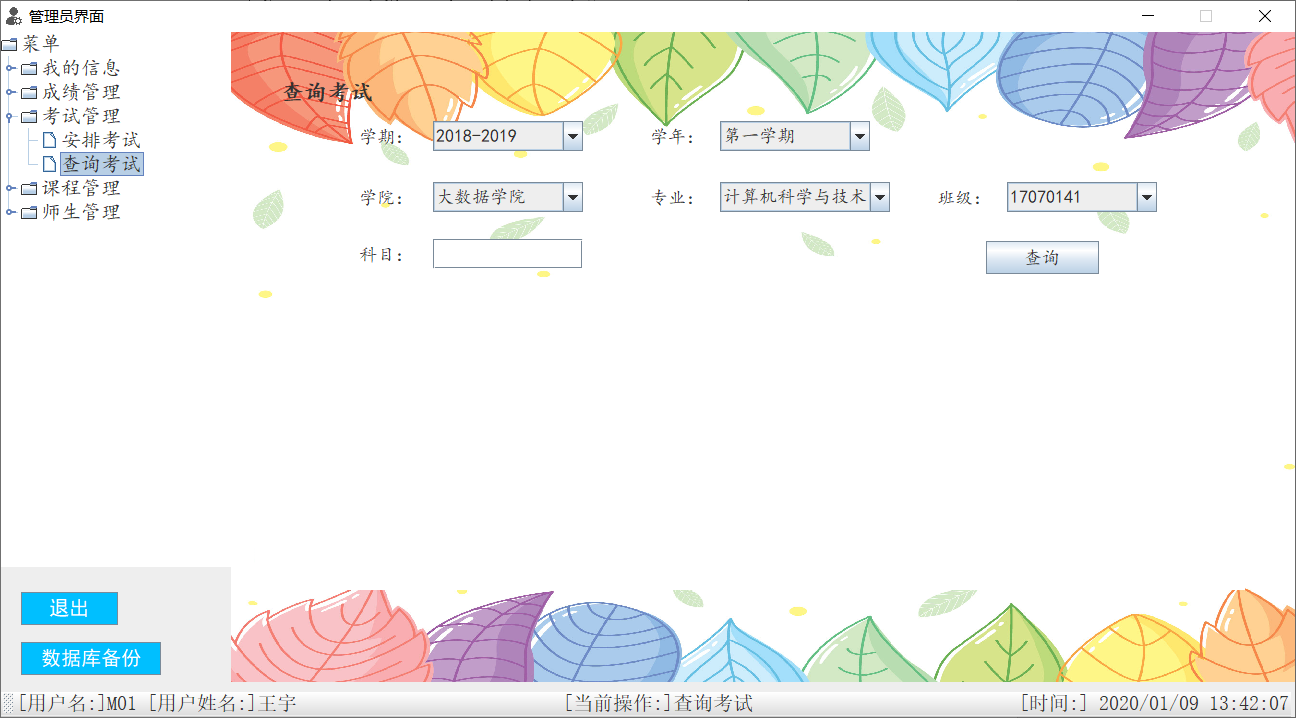 管理员界面
菜单
我的信息
成绩管理
考试管理
安排考试
查询考试
课程管理
师生管理
查询考试
学期： 2018-2019 学年： 第一学期
学院： 大数据学院 专业： 计算机科学与技术 班级： 17070141
科目： 查询
退出
数据库备份
[用户名:]M01 [用户姓名:]王宇 [当前操作:]查询考试 [时间:] 2020/01/09 13:42:07